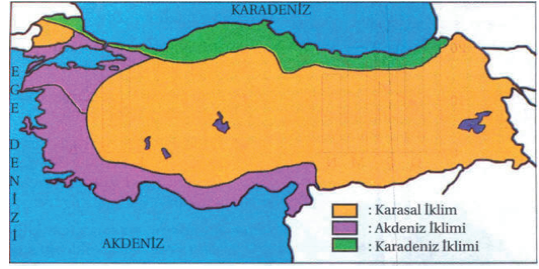 KARADENİZ
EGE DENİZİ
AKDENİZ
: Karasal İklim
: Akdeniz İklimi
: Karadeniz İklimi